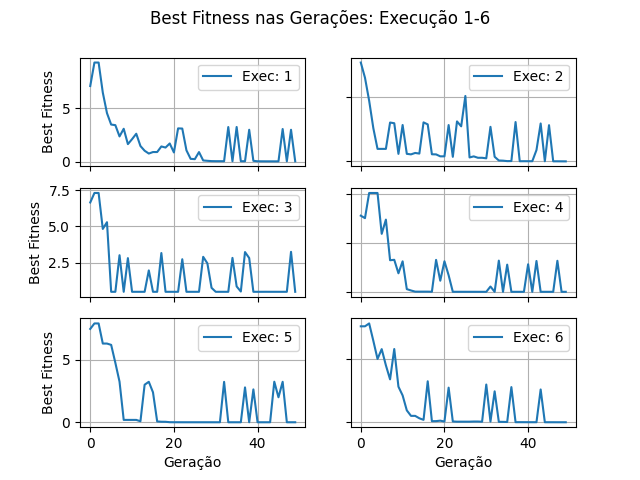 Best Fitness nas Gerações: Execução 1-6
Best Fitness
5
0
Exec: 1
Exec: 2
Best Fitness
7.5
5.0
2.5
Exec: 3
Exec: 4
Best Fitness
5
0
Exec: 5
Exec: 6
0 20 40
0 20 40
Geração
Geração